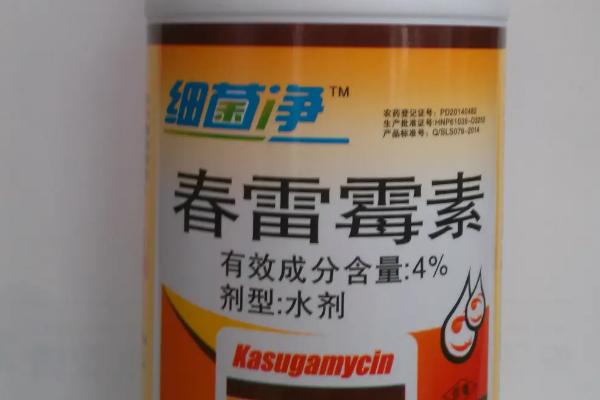 细菌净™
农药登记证号: PD20140482
生产批准证号:HNP61035-D3212
产品标准号: Q/SLS078-2014
春雷霉素
有效成分含量:4%
剂型:水剂
Kasugamycin